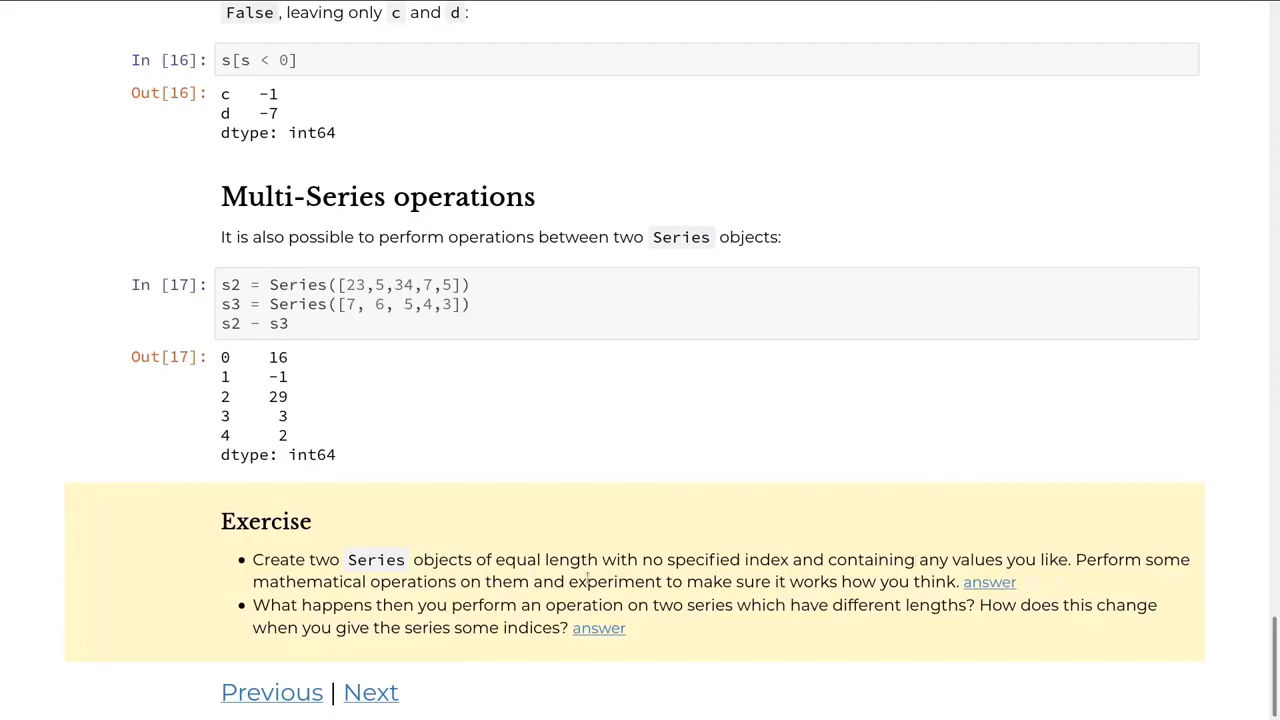 False, leaving only c and d:
In [16]: s[s < 0]
Out[16]: c   -1
d   -7
dtype: int64
Multi-Series operations
It is also possible to perform operations between two Series objects:
In [17]: s2 = Series([23,5,34,7,5])
s3 = Series([7, 6, 5,4,3])
s2 - s3
Out[17]: 0    16
1    -1
2    29
3     3
4     2
dtype: int64
Exercise
• Create two Series objects of equal length with no specified index and containing any values you like. Perform some
mathematical operations on them and experiment to make sure it works how you think. answer
• What happens then you perform an operation on two series which have different lengths? How does this change
when you give the series some indices? answer
Previous | Next